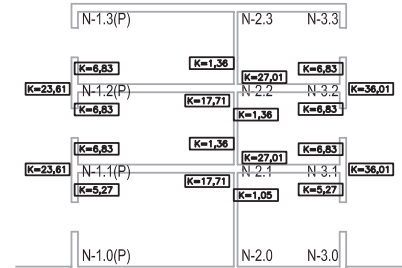 N-1.3(P) N-2.3 N-3.3
K=6,83 K=1,36 K=6,83
K=27,01
K=23,61 N-1.2(P) N-2.2 N-3.2 K=36,01
K=6,83 K=17,71 K=1,36 K=6,83
K=6,83 K=1,36 K=6,83
K=27,01
K=23,61 N-1.1(P) N-2.1 N-3.1 K=36,01
K=5,27 K=17,71 K=1,05 K=5,27
N-1.0(P) N-2.0 N-3.0